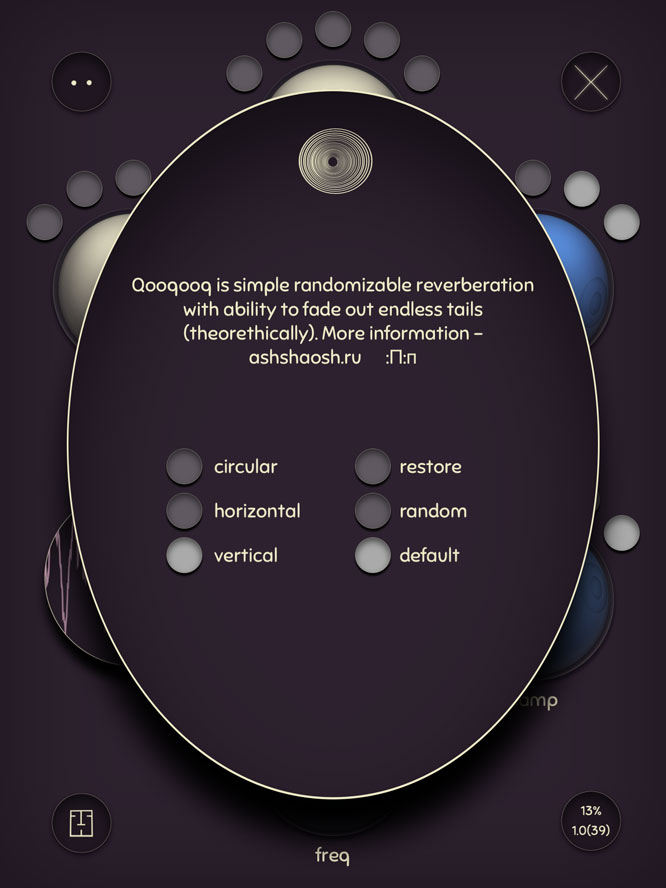 Qooqooq is simple randomizable reverberation
with ability to fade out endless tails
(theorethically). More information –
ashshaosh.ru :П:п
circular
restore
horizontal
random
vertical
default
amp
13%
1.0(39)
freq